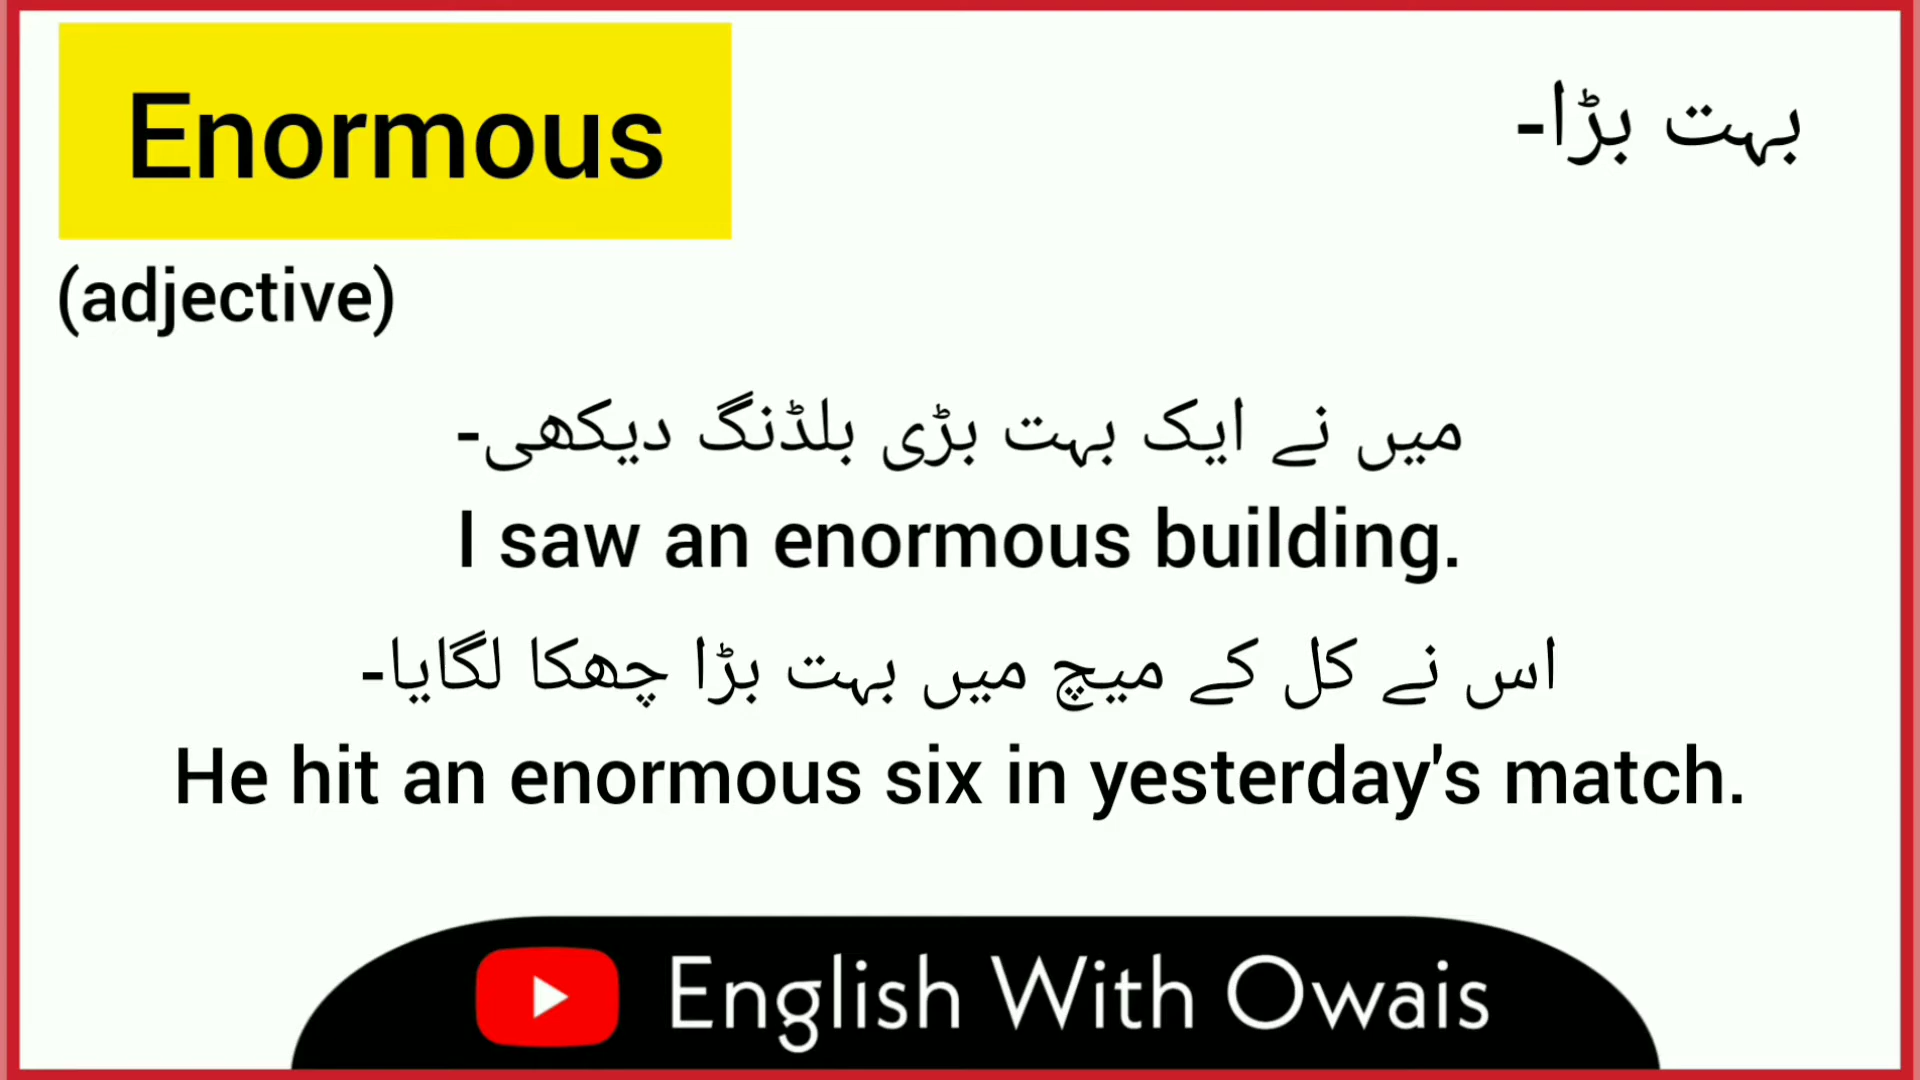 Enormous
بہت بڑا-
(adjective)
میں نے ایک بہت بڑی بلڈنگ دیکھی-
I saw an enormous building.
اس نے کل کے میچ میں بہت بڑا چھکا لگایا-
He hit an enormous six in yesterday's match.
English With Owais